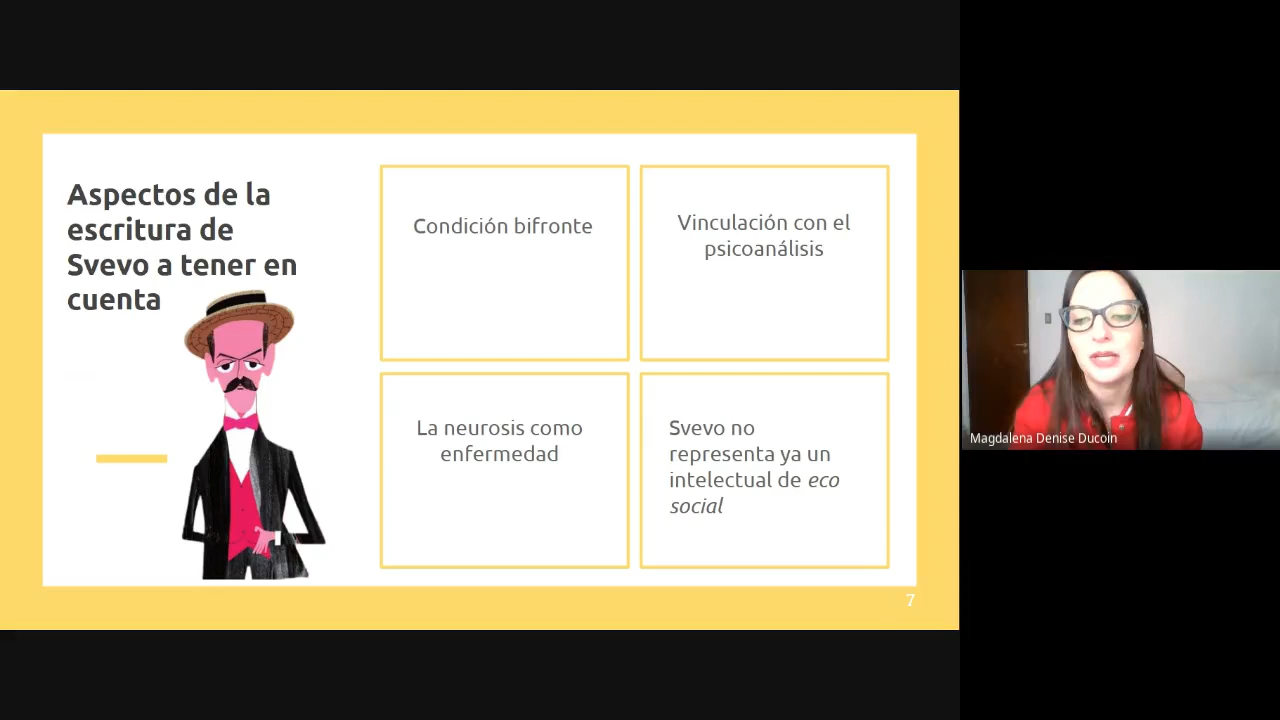 Aspectos de la
escritura de
Svevo a tener en
cuenta
Condición bifronte
Vinculación con el
psicoanálisis
La neurosis como
enfermedad
Svevo no
representa ya un
intelectual de eco
social
7
Magdalena Denise Ducoin